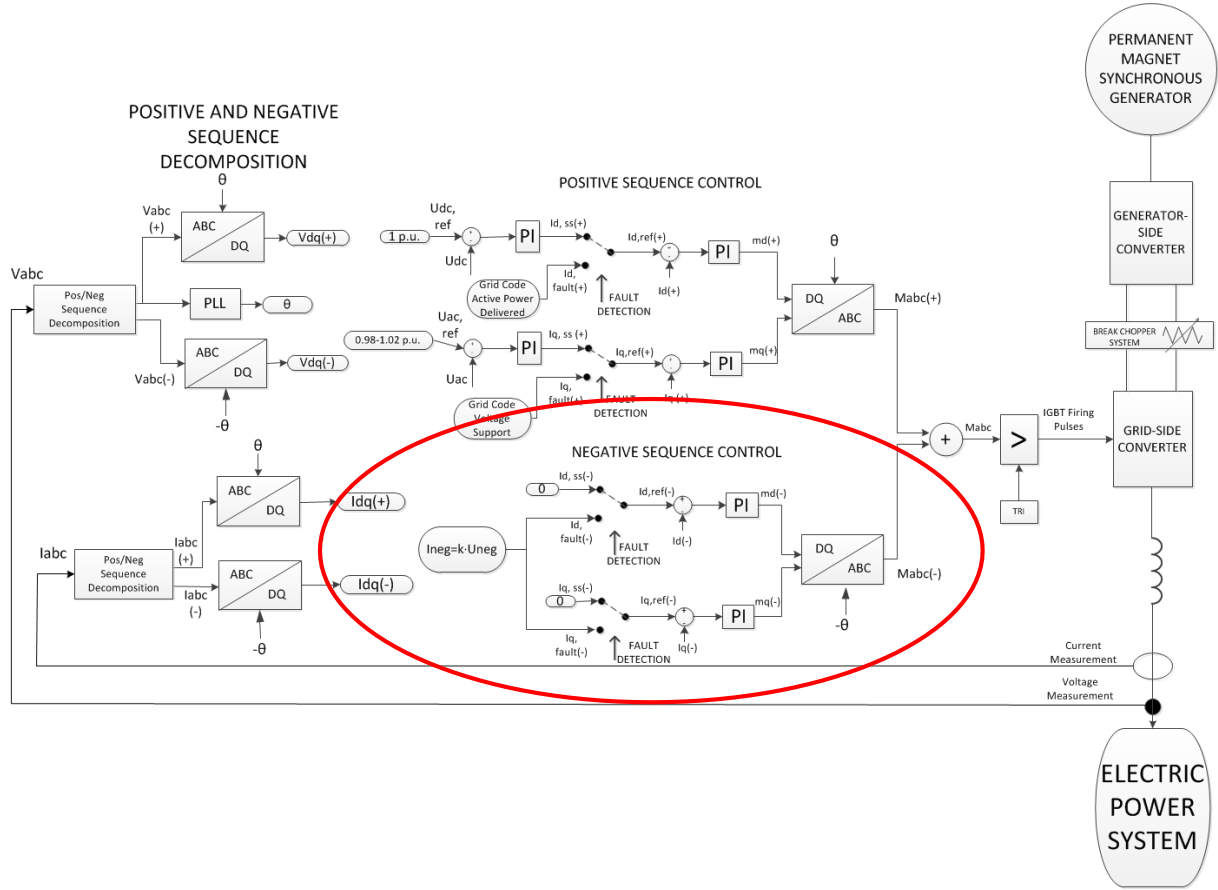 PERMANENT
MAGNET
SYNCHRONOUS
GENERATOR
POSITIVE AND NEGATIVE
SEQUENCE
DECOMPOSITION
θ
Vabc
(+)
ABC
DQ
Vdq(+)
Vabc
Pos/Neg
Sequence
Decomposition
PLL
θ
Vabc(-)
ABC
DQ
Vdq(-)
-θ
POSITIVE SEQUENCE CONTROL
Udc,
ref
1 p.u.
+
-
Udc
PI
Id, ss(+)
Id,
fault(+)
Grid Code
Active Power
Delivered
FAULT
DETECTION
Id,ref(+)
+
-
Id(+)
PI
md(+)
θ
DQ
ABC
Mabc(+)
Uac,
ref
0.98-1.02 p.u.
+
-
Uac
PI
Iq, ss (+)
Iq,
fault(+)
Grid Code
Voltage
Support
FAULT
DETECTION
Iq,ref(+)
+
-
Iq(+)
PI
mq(+)
GENERATOR-
SIDE
CONVERTER
BREAK CHOPPER
SYSTEM
GRID-SIDE
CONVERTER
IGBT Firing
Pulses
+
Mabc
>
TRI
θ
Iabc
(+)
ABC
DQ
Idq(+)
Iabc
Pos/Neg
Sequence
Decomposition
Iabc
(-)
ABC
DQ
Idq(-)
-θ
NEGATIVE SEQUENCE CONTROL
Id, ss(-)
0
Id,
fault(-)
Ineg=k·Uneg
FAULT
DETECTION
Id,ref(-)
+
-
Id(-)
PI
md(-)
DQ
ABC
Mabc(-)
-θ
Iq, ss(-)
0
Iq,
fault(-)
FAULT
DETECTION
Iq,ref(-)
+
-
Iq(-)
PI
mq(-)
Current
Measurement
Voltage
Measurement
ELECTRIC
POWER
SYSTEM